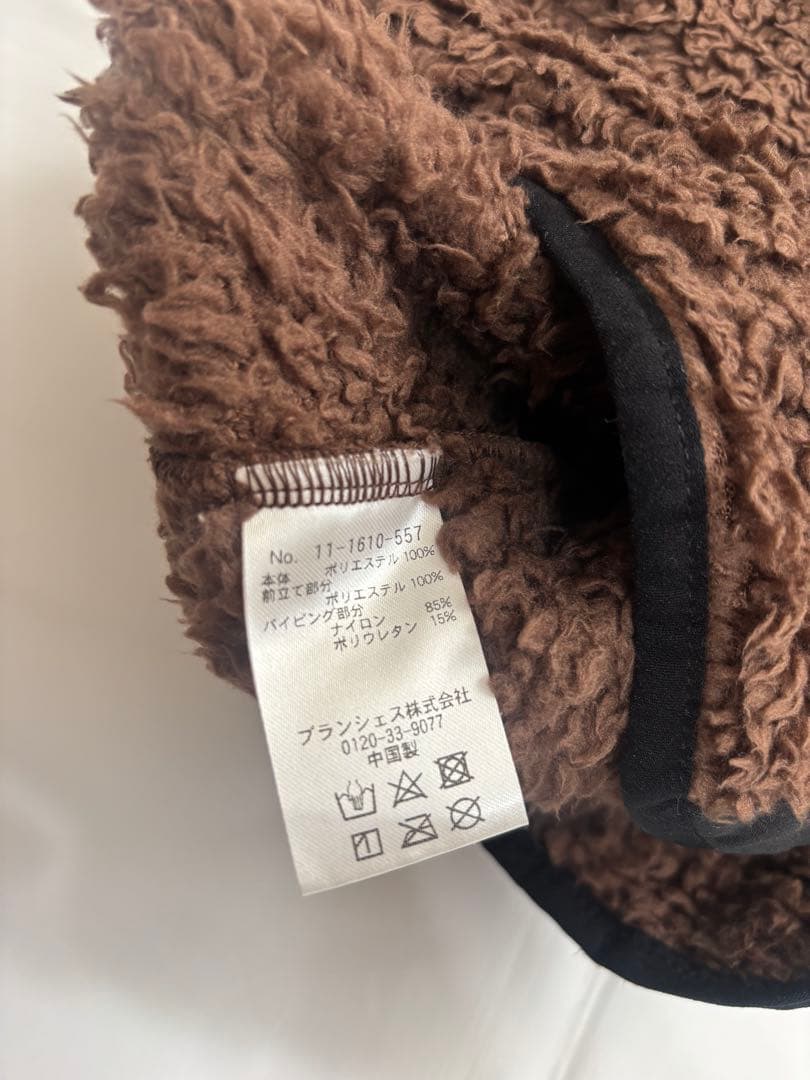 No. 11-1610-557
本体 ポリエステル 100%
前立て部分
ポリエステル 100%
パイピング部分
ナイロン 85%
ポリウレタン 15%
ブランシェス株式会社
0120-33-9077
中国製